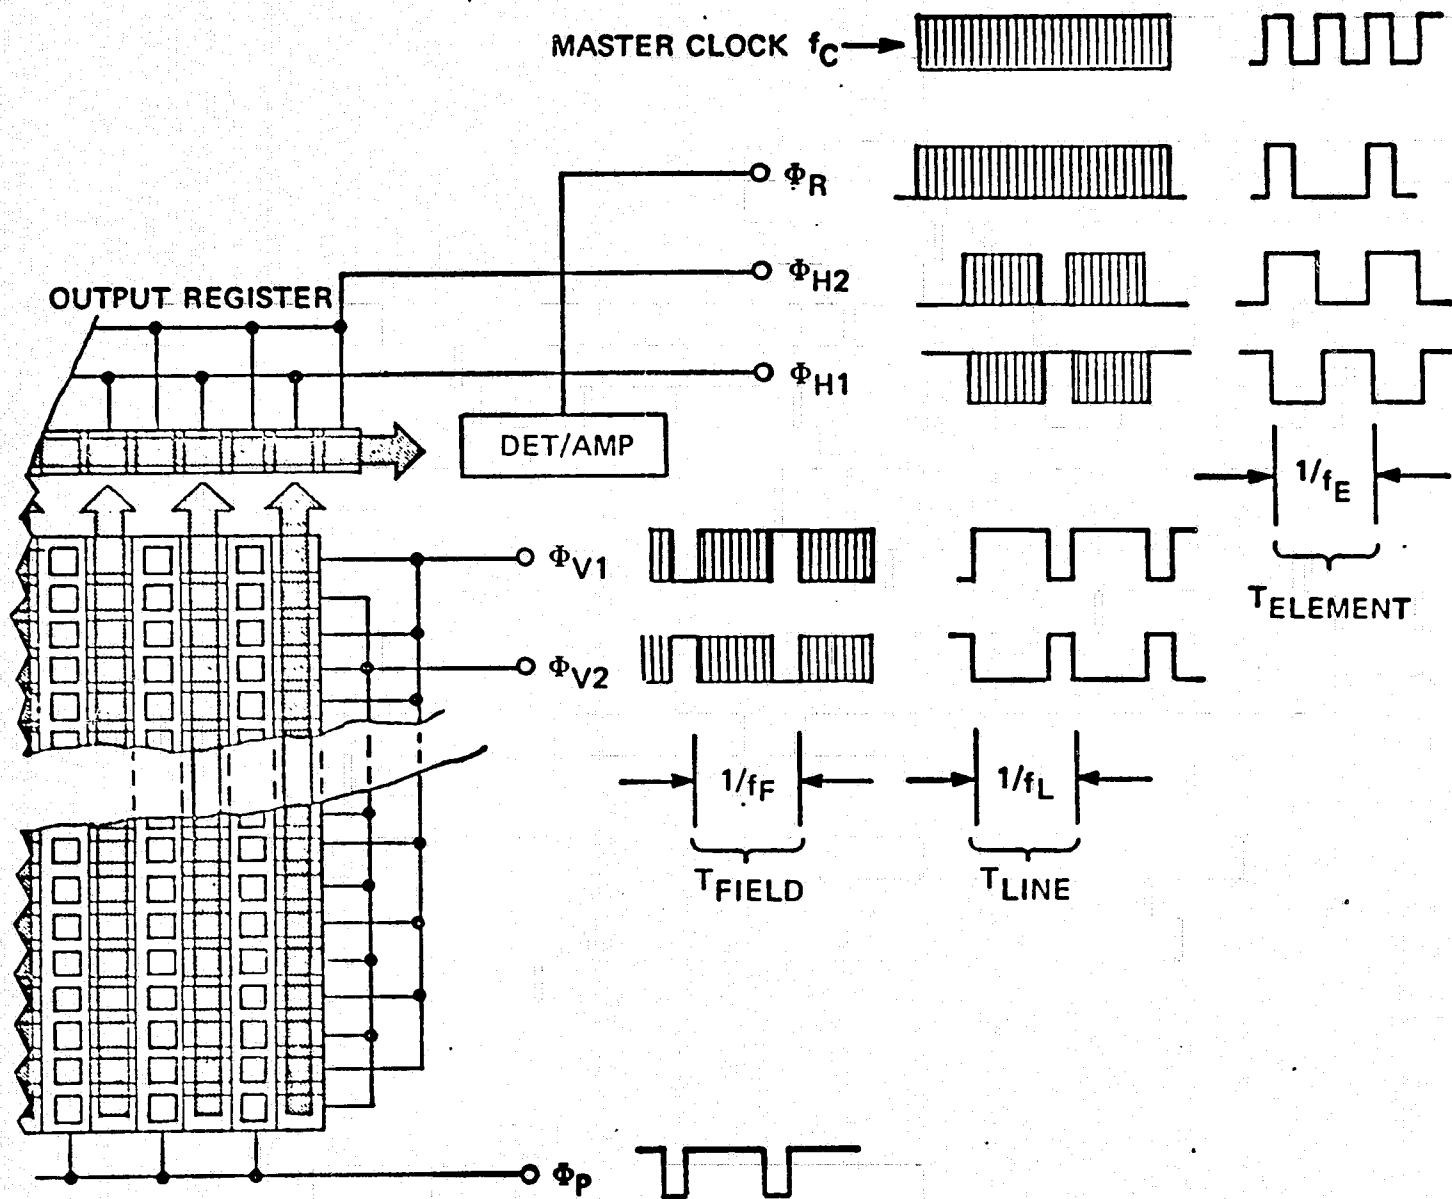 MASTER CLOCK fC
ΦR
ΦH2
OUTPUT REGISTER
ΦH1
DET/AMP
1/fE
ΦV1
TELEMENT
ΦV2
1/fF
1/fL
TFIELD
TLINE
ΦP